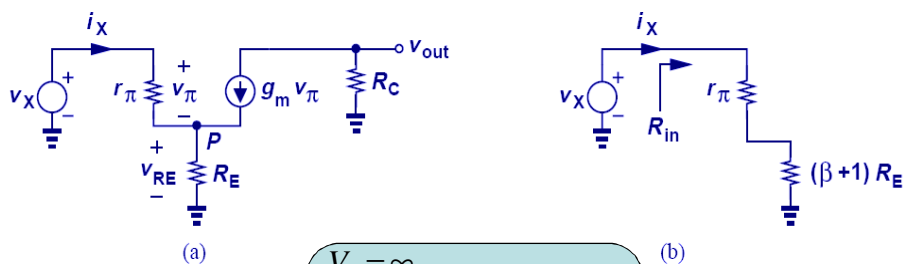 i_X
v_X
+
−
r_π
+
v_π
−
g_m v_π
v_out
R_C
P
+
v_RE
−
R_E
(a)
i_X
v_X
+
−
R_in
r_π
(β +1) R_E
(b)
= ∞